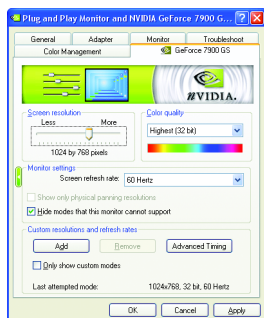 Plug and Play Monitor and NVIDIA GeForce 7900 G...
General Adapter Monitor Troubleshoot
Color Management GeForce 7900 GS
NVIDIA.
Screen resolution
Less More
1024 by 768 pixels
Color quality
Highest (32 bit)
Monitor settings
Screen refresh rate: 60 Hertz
Show only physical panning resolutions
Hide modes that this monitor cannot support
Custom resolutions and refresh rates
Add Remove Advanced Timing
Only show custom modes
Last attempted mode: 1024x768, 32 bit, 60 Hertz
OK Cancel Apply